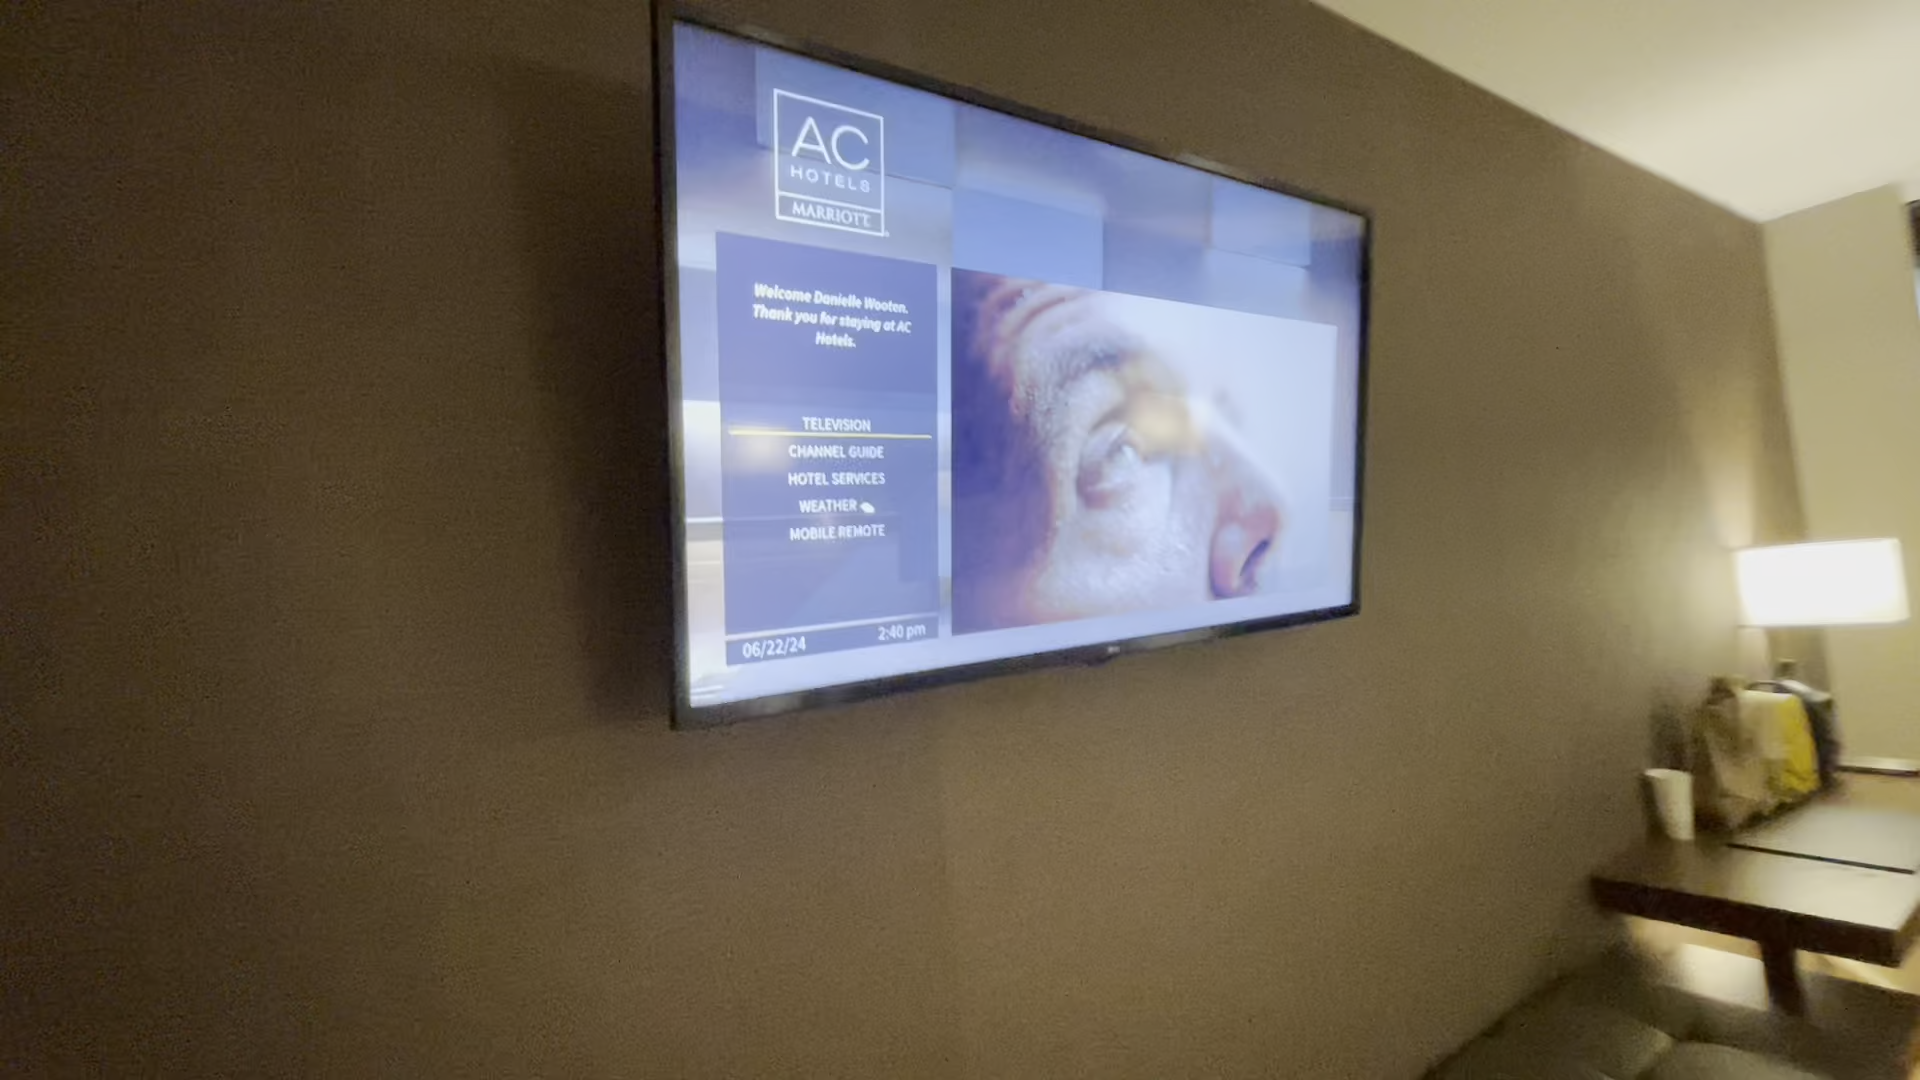 AC
HOTELS
MARRIOTT
Welcome Danielle Wooten.
Thank you for staying at AC
Hotels.
TELEVISION
CHANNEL GUIDE
HOTEL SERVICES
WEATHER
MOBILE REMOTE
06/22/24 2:40 pm